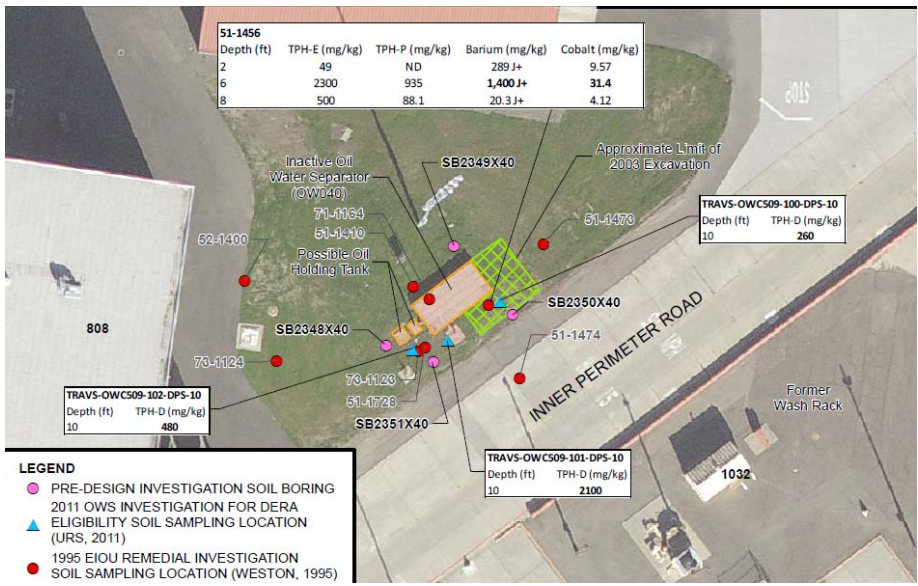 51-1456
Depth (ft) TPH-E (mg/kg) TPH-P (mg/kg) Barium (mg/kg) Cobalt (mg/kg)
2 49 ND 289 J+ 9.57
6 2300 935 1,400 J+ 31.4
8 500 88.1 20.3 J+ 4.12
STOP
Inactive Oil
Water Separator
(OW040)
SB2349X40
Approximate Limit of
2003 Excavation
71-1164
51-1410
51-1473
TRAVS-OWC509-100-DPS-10
Depth (ft) TPH-D (mg/kg)
10 260
52-1400
Possible Oil
Holding Tank
SB2350X40
808
SB2348X40
51-1474
INNER PERIMETER ROAD
73-1124
73-1123
51-1728
SB2351X40
TRAVS-OWC509-102-DPS-10
Depth (ft) TPH-D (mg/kg)
10 480
Former
Wash Rack
1032
TRAVS-OWC509-101-DPS-10
Depth (ft) TPH-D (mg/kg)
10 2100
LEGEND
PRE-DESIGN INVESTIGATION SOIL BORING
2011 OWS INVESTIGATION FOR DERA
ELIGIBILITY SOIL SAMPLING LOCATION
(URS, 2011)
1995 EIOU REMEDIAL INVESTIGATION
SOIL SAMPLING LOCATION (WESTON, 1995)